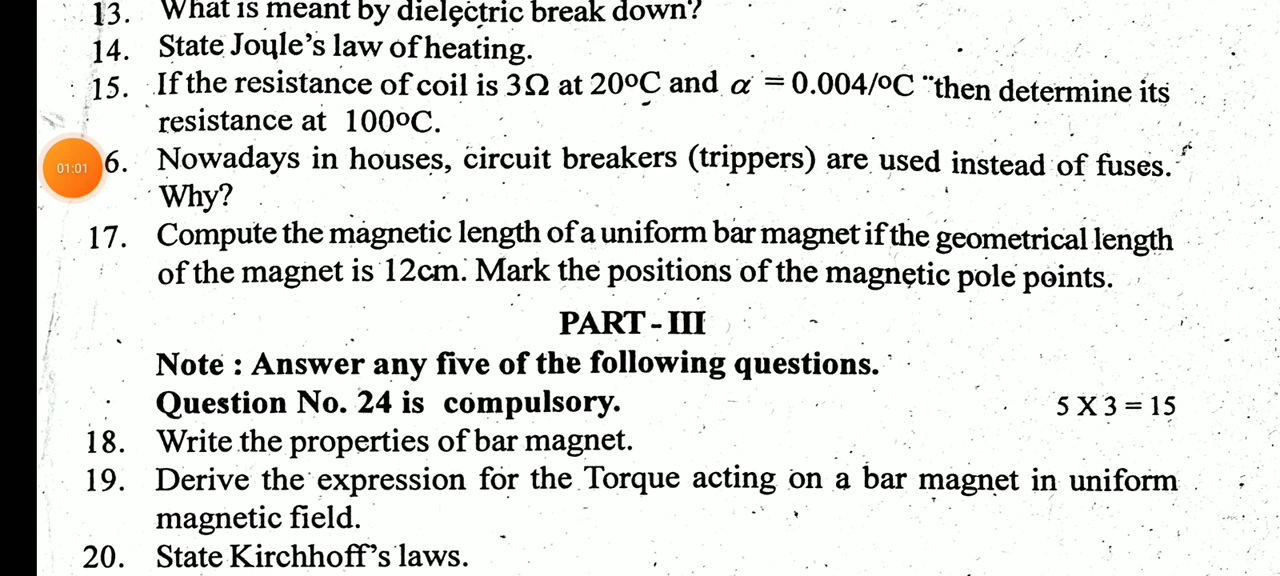 13. What is meant by dielectric break down?
14. State Joule's law of heating.
15. If the resistance of coil is 3Ω at 20ºC and α = 0.004/ºC then determine its
resistance at 100ºC.
01:01
6. Nowadays in houses, circuit breakers (trippers) are used instead of fuses.
Why?
17. Compute the magnetic length of a uniform bar magnet if the geometrical length
of the magnet is 12cm. Mark the positions of the magnetic pole points.
PART - III
Note : Answer any five of the following questions.
Question No. 24 is compulsory.
5 X 3 = 15
18. Write the properties of bar magnet.
19. Derive the expression for the Torque acting on a bar magnet in uniform
magnetic field.
20. State Kirchhoff's laws.